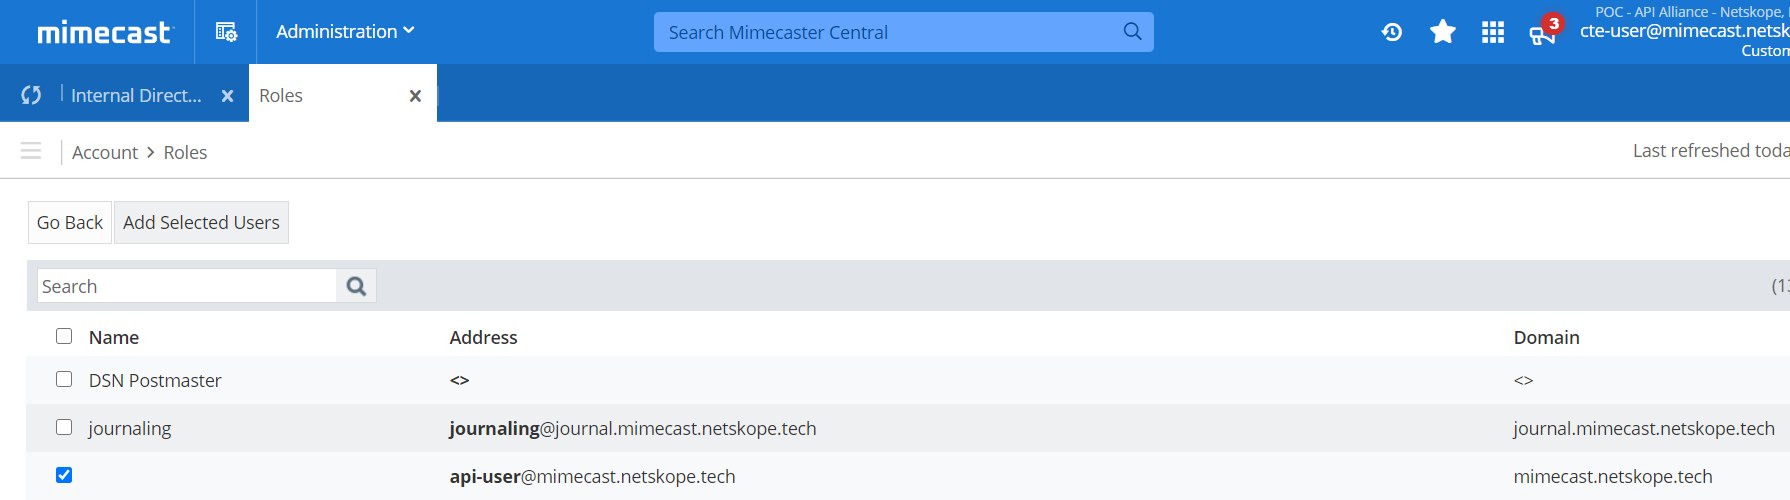 mimecast
Administration
Search Mimecaster Central
3
POC - API Alliance - Netskope,
cte-user@mimecast.netsk
Custom
Internal Direct...
Roles
Account > Roles
Last refreshed toda
Go Back
Add Selected Users
Search
(13
Name Address Domain
DSN Postmaster <> <>
journaling journaling@journal.mimecast.netskope.tech journal.mimecast.netskope.tech
api-user@mimecast.netskope.tech mimecast.netskope.tech